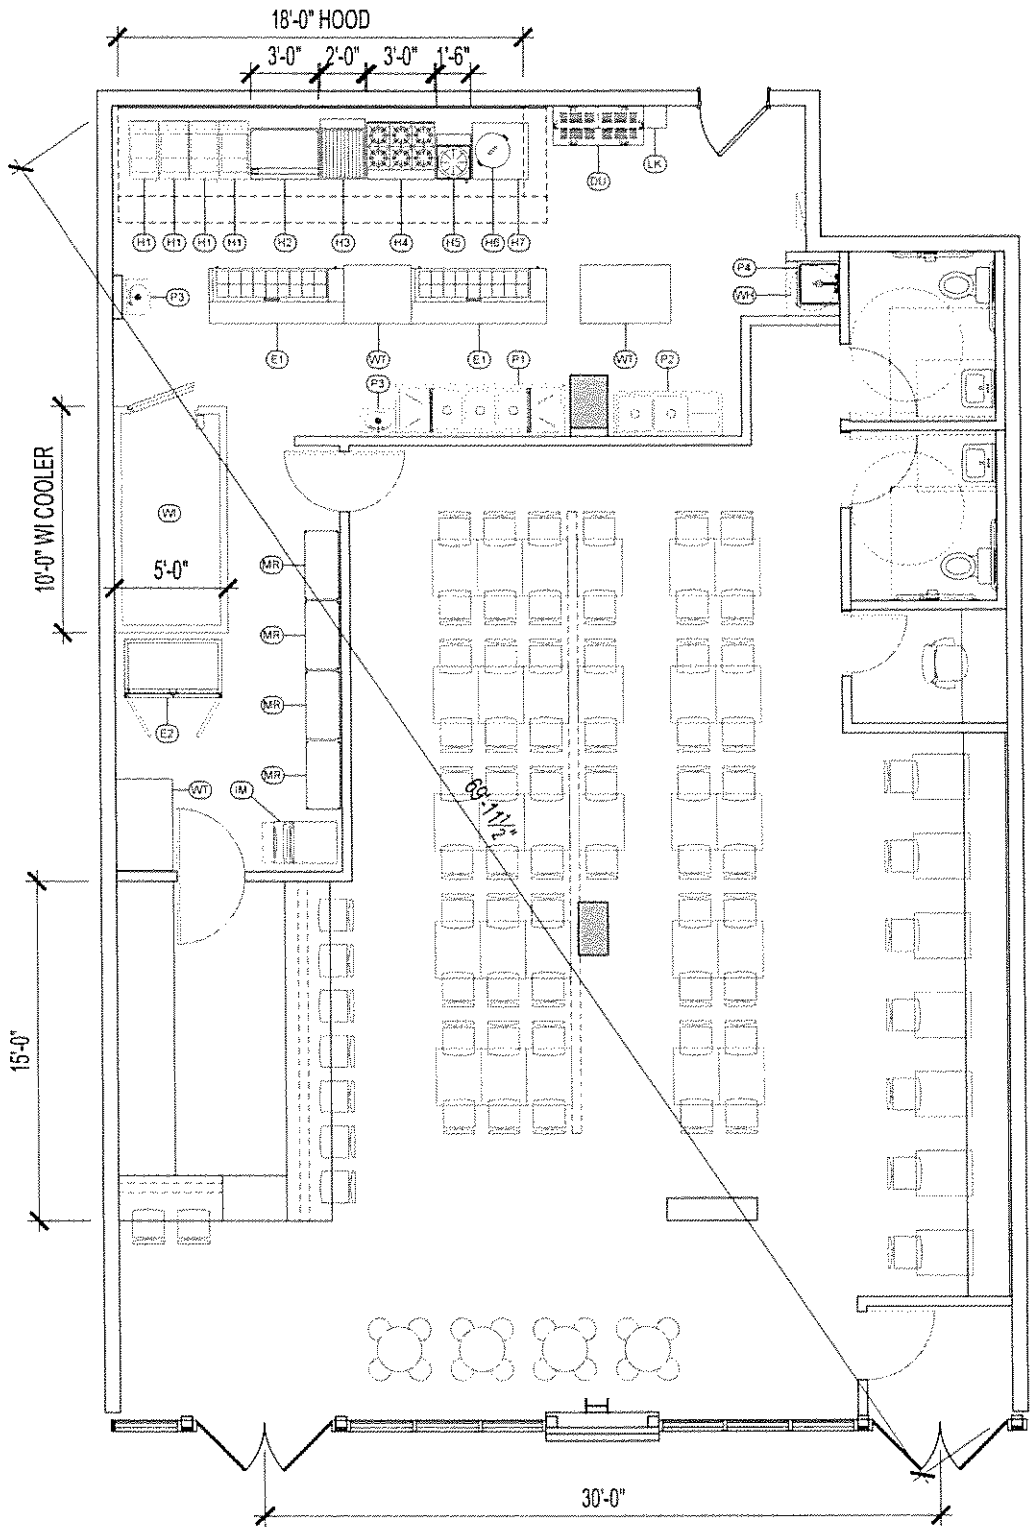 18'-0" HOOD
3'-0" 2'-0" 3'-0" 1'-6"
LK
DU
H1 H1 H1 H1 H2 H3 H4 H5 H6 H7
P4
WH
P3
E1 WT E1 WT P2
P3 P1
10'-0" WI COOLER
WI
5'-0"
MR
MR
MR
MR
E2
WT IM
69'-11½"
15'-0"
30'-0"